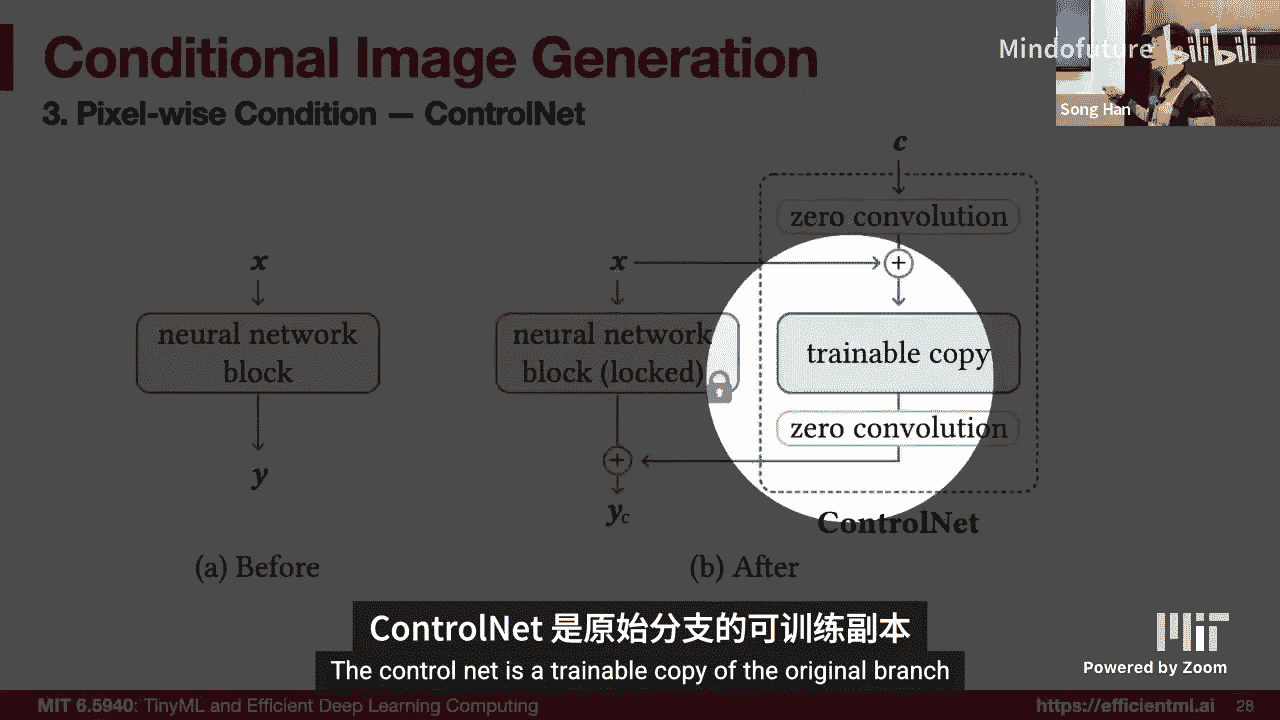 Conditional Image Generation
3. Pixel-wise Condition — ControlNet
Mindofuture bilibili
Song Han
c
zero convolution
x
x
+
neural network
block
neural network
block (locked)
trainable copy
zero convolution
y
+
yc
ControlNet
(a) Before
(b) After
ControlNet 是原始分支的可训练副本
The control net is a trainable copy of the original branch
MIT
Powered by Zoom
MIT 6.5940: TinyML and Efficient Deep Learning Computing
https://efficientml.ai
28